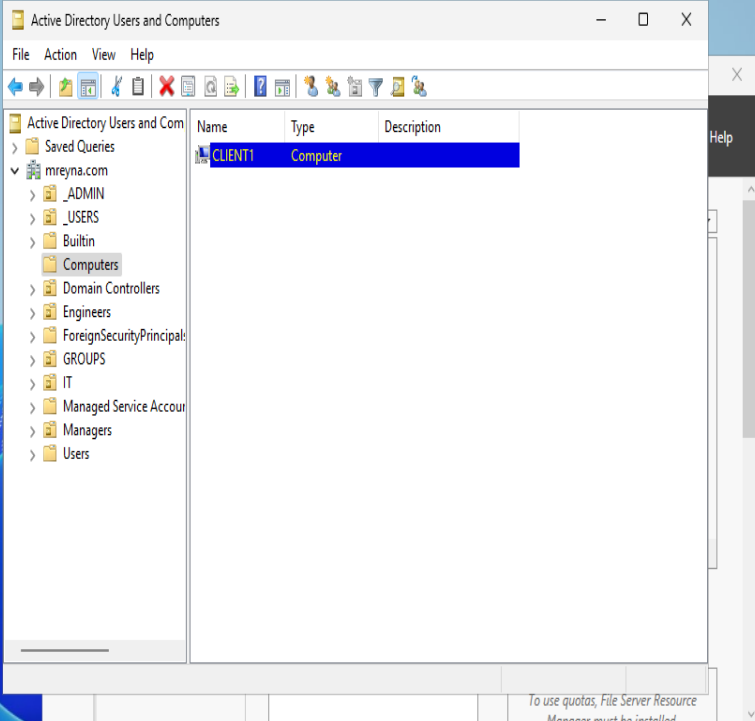 Active Directory Users and Computers
File Action View Help
Help
Active Directory Users and Com
Saved Queries
mreyna.com
_ADMIN
_USERS
Builtin
Computers
Domain Controllers
Engineers
ForeignSecurityPrincipal
GROUPS
IT
Managed Service Accour
Managers
Users
Name Type Description
CLIENT1 Computer
To use quotas, File Server Resource
Manager must be installed